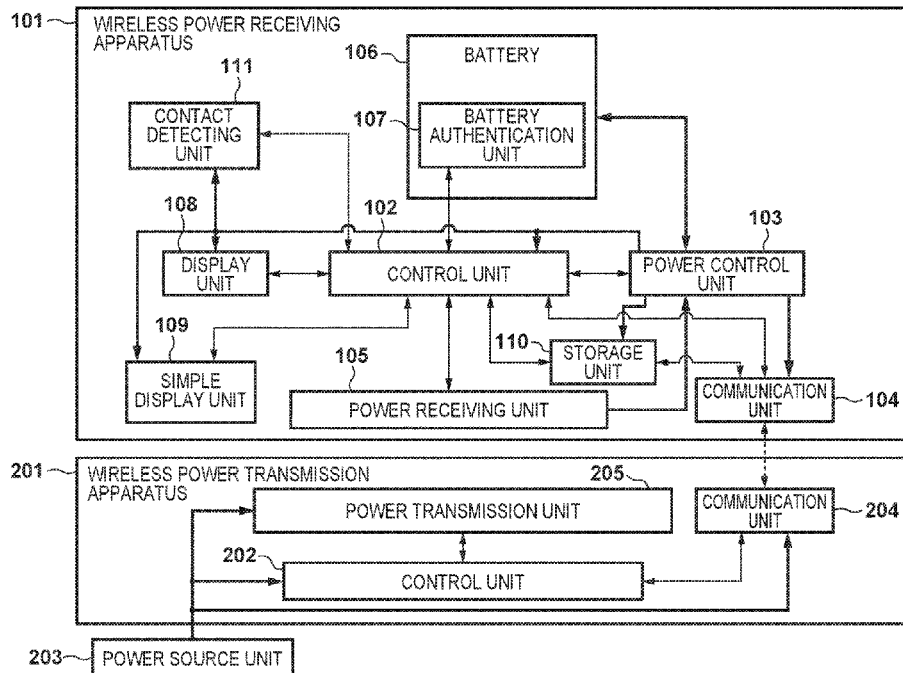 101
WIRELESS POWER RECEIVING
APPARATUS
106
BATTERY
111
CONTACT
DETECTING
UNIT
107
BATTERY
AUTHENTICATION
UNIT
108
DISPLAY
UNIT
102
CONTROL UNIT
103
POWER CONTROL
UNIT
109
SIMPLE
DISPLAY UNIT
105
POWER RECEIVING UNIT
110
STORAGE
UNIT
COMMUNICATION
UNIT
104
201
WIRELESS POWER TRANSMISSION
APPARATUS
205
POWER TRANSMISSION UNIT
COMMUNICATION
UNIT
204
202
CONTROL UNIT
203
POWER SOURCE UNIT